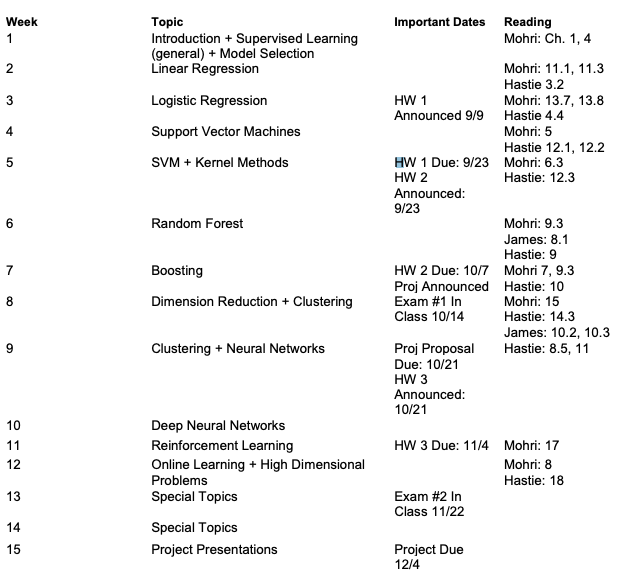 Week Topic Important Dates Reading
1 Introduction + Supervised Learning Mohri: Ch. 1, 4
(general) + Model Selection
2 Linear Regression Mohri: 11.1, 11.3
Hastie 3.2
3 Logistic Regression HW 1 Mohri: 13.7, 13.8
Announced 9/9 Hastie 4.4
4 Support Vector Machines Mohri: 5
Hastie 12.1, 12.2
5 SVM + Kernel Methods HW 1 Due: 9/23 Mohri: 6.3
HW 2 Hastie: 12.3
Announced:
9/23
6 Random Forest Mohri: 9.3
James: 8.1
Hastie: 9
7 Boosting HW 2 Due: 10/7 Mohri 7, 9.3
Proj Announced Hastie: 10
8 Dimension Reduction + Clustering Exam #1 In Mohri: 15
Class 10/14 Hastie: 14.3
James: 10.2, 10.3
9 Clustering + Neural Networks Proj Proposal Hastie: 8.5, 11
Due: 10/21
HW 3
Announced:
10/21
10 Deep Neural Networks
11 Reinforcement Learning HW 3 Due: 11/4 Mohri: 17
12 Online Learning + High Dimensional Mohri: 8
Problems Hastie: 18
13 Special Topics Exam #2 In
Class 11/22
14 Special Topics
15 Project Presentations Project Due
12/4